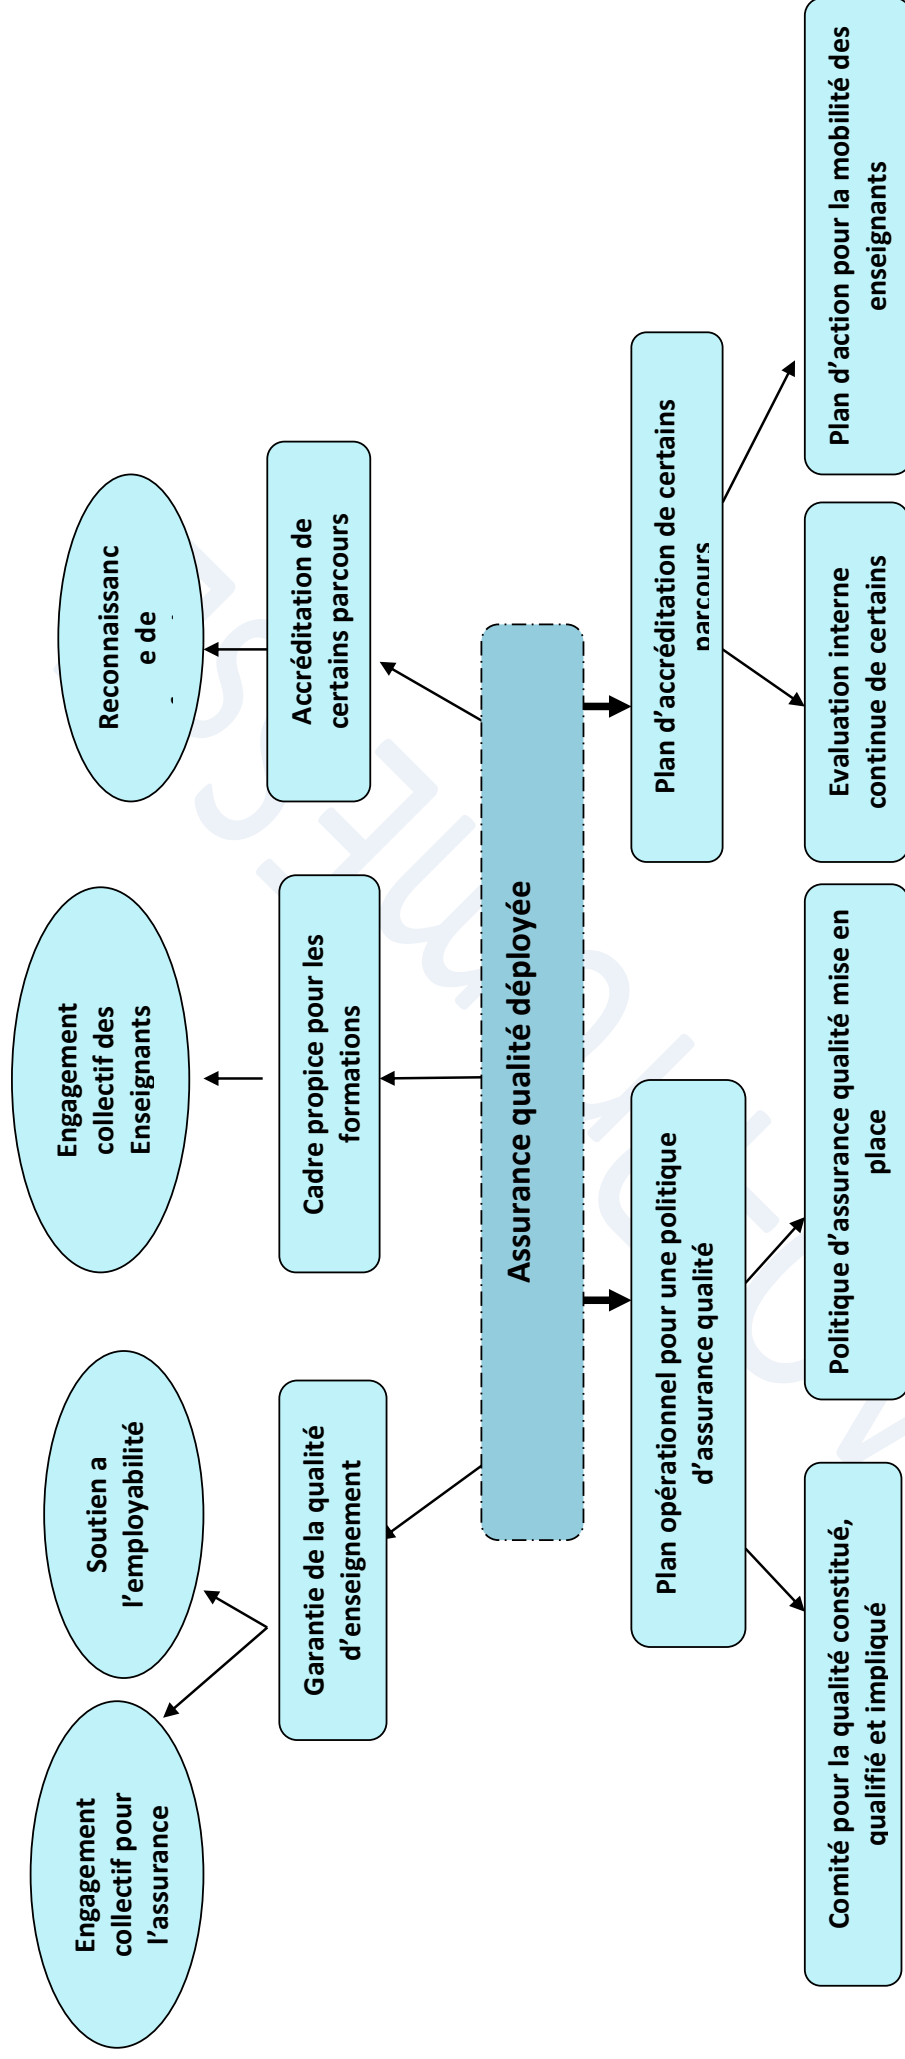 Engagement
collectif pour
l'assurance
Soutien a
l'employabilité
Engagement
collectif des
Enseignants
Reconnaissanc
e de
Garantie de la qualité
d'enseignement
Cadre propice pour les
formations
Accréditation de
certains parcours
Assurance qualité déployée
Plan opérationnel pour une politique
d'assurance qualité
Plan d'accréditation de certains
parcours
Comité pour la qualité constitué,
qualifié et impliqué
Politique d'assurance qualité mise en
place
Evaluation interne
continue de certains
Plan d'action pour la mobilité des
enseignants